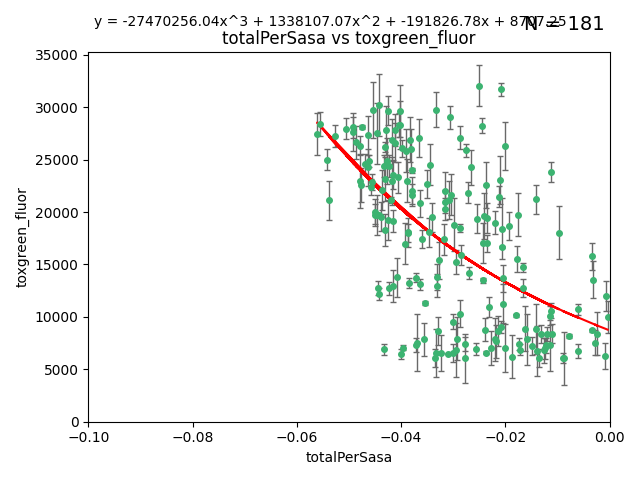 y = -27470256.04x^3 + 1338107.07x^2 + -191826.78x + 8707.25
N = 181
totalPerSasa vs toxgreen_fluor
35000
30000
25000
20000
15000
10000
5000
0
toxgreen_fluor
−0.10 −0.08 −0.06 −0.04 −0.02 0.00
totalPerSasa